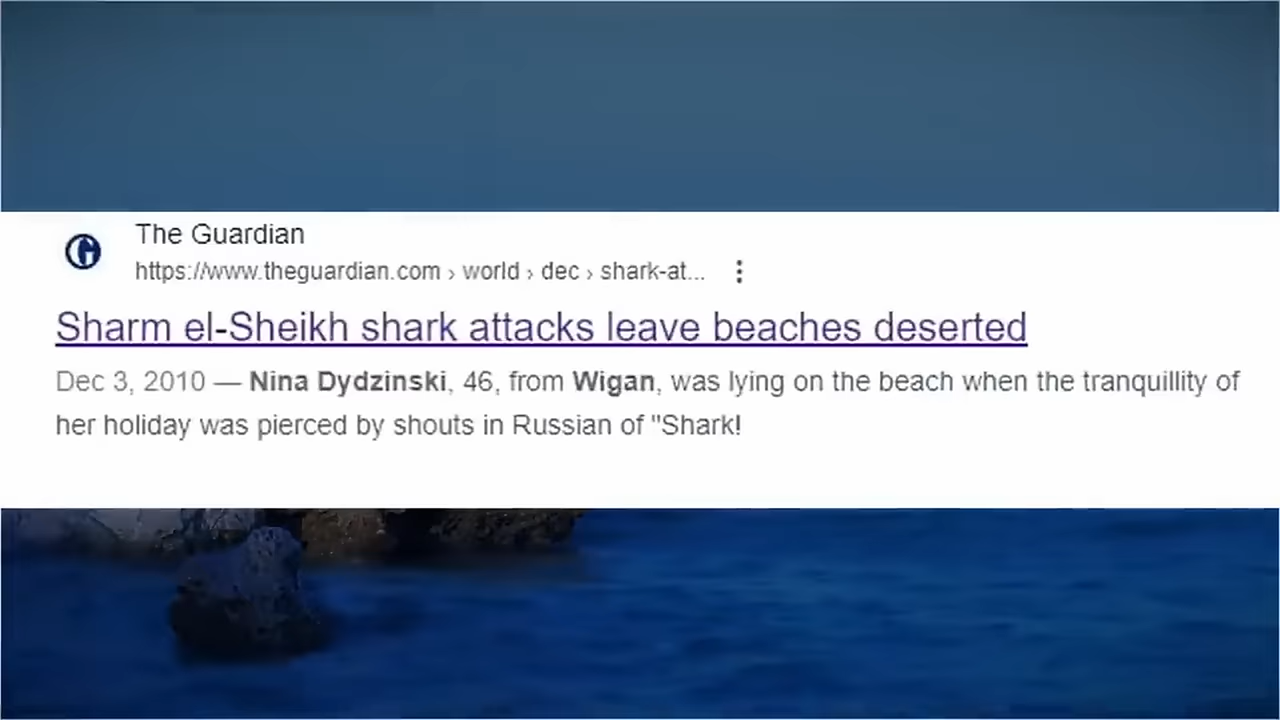 The Guardian
https://www.theguardian.com › world › dec › shark-at...
Sharm el-Sheikh shark attacks leave beaches deserted
Dec 3, 2010 — Nina Dydzinski, 46, from Wigan, was lying on the beach when the tranquillity of
her holiday was pierced by shouts in Russian of "Shark!